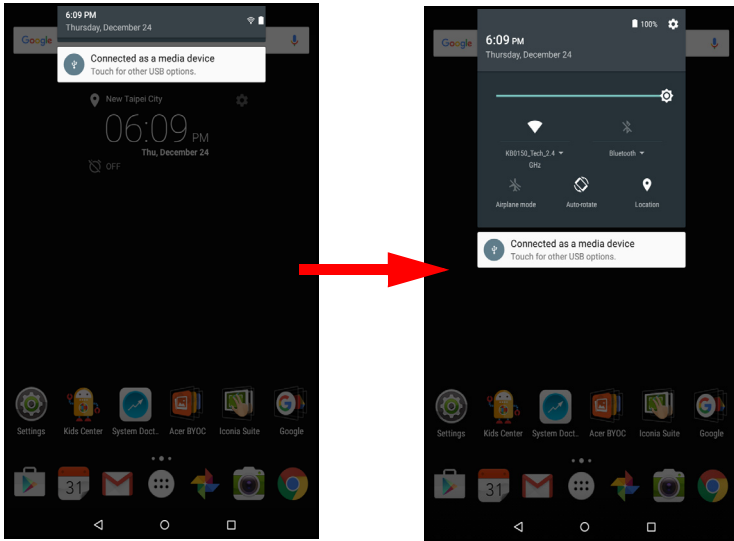 6:09 PM
Thursday, December 24
Google
Connected as a media device
Touch for other USB options.
New Taipei City
06:09 PM
Thu, December 24
OFF
Settings
Kids Center
System Doct..
Acer BYOC
Iconia Suite
Google
31
100%
6:09 PM
Thursday, December 24
Google
KB0150_Tech_2.4
GHz
Bluetooth
Airplane mode
Auto-rotate
Location
Connected as a media device
Touch for other USB options.
Settings
Kids Center
System Doct..
Acer BYOC
Iconia Suite
Google
31